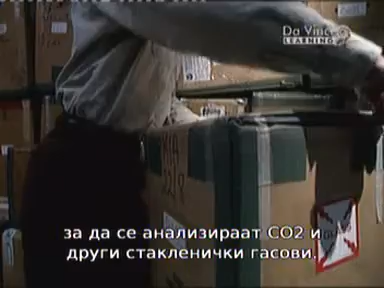 Da Vinci
LEARNING
за да се анализираат CO2 и
други стакленички гасови.